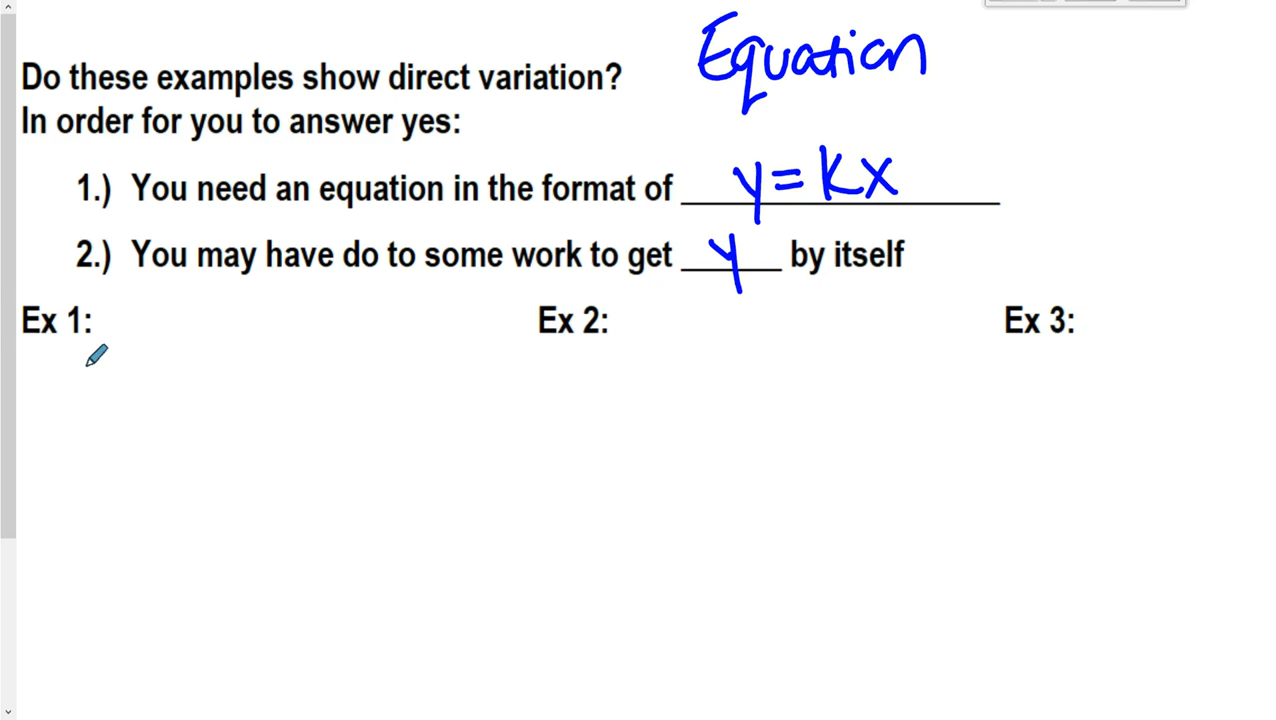 Equation
Do these examples show direct variation?
In order for you to answer yes:
1.) You need an equation in the format of y = kx
2.) You may have do to some work to get y by itself
Ex 1: Ex 2: Ex 3: